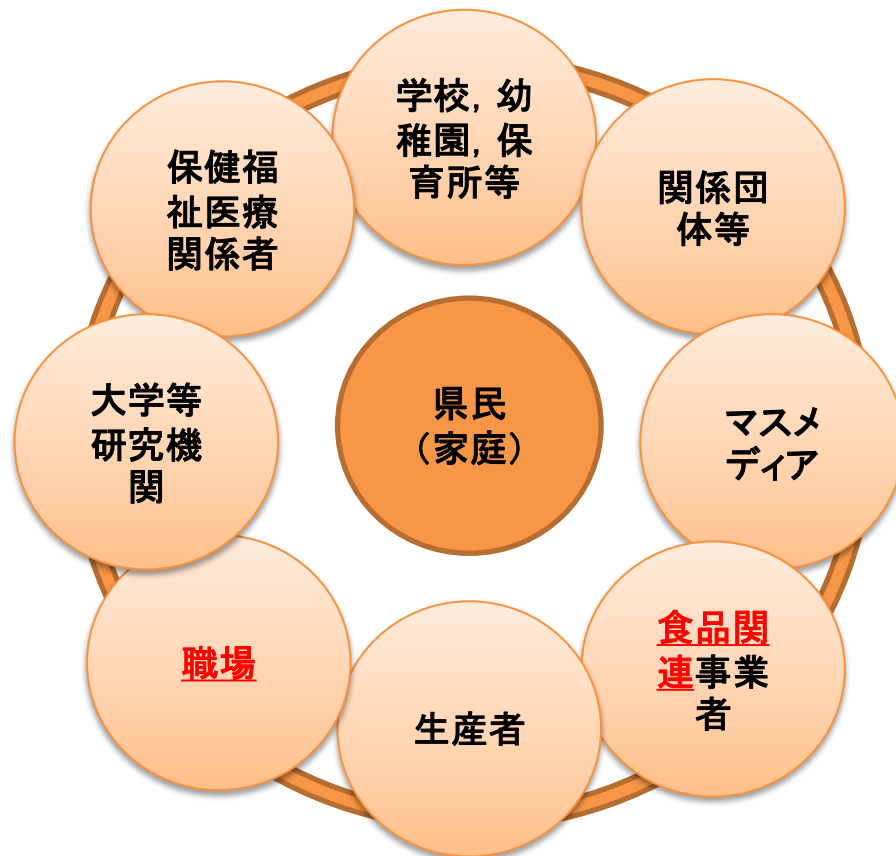 学校，幼
稚園，保
育所等
関係団
体等
マスメ
ディア
食品関
連事業
者
生産者
職場
大学等
研究機
関
保健福
祉医療
関係者
県民
（家庭）